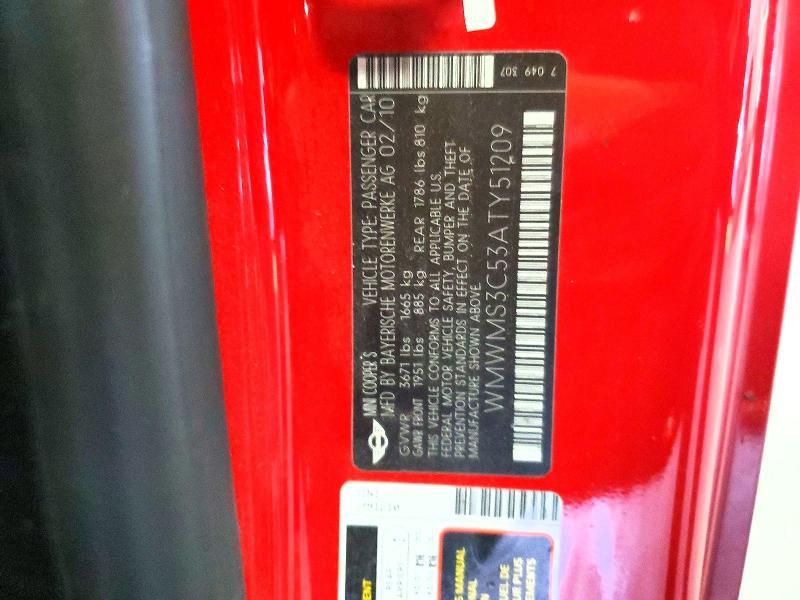 MINI COOPER S VEHICLE TYPE: PASSENGER CAR
MFD BY BAYERISCHE MOTORENWERKE AG 02/10
GVWR 3671 lbs 1665 kg
GAWR FRONT 1951 lbs 885 kg REAR 1786 lbs 810 kg
THIS VEHICLE CONFORMS TO ALL APPLICABLE U.S.
FEDERAL MOTOR VEHICLE SAFETY, BUMPER AND THEFT
PREVENTION STANDARDS IN EFFECT ON THE DATE OF
MANUFACTURE SHOWN ABOVE.
WMWMS3C53ATY51209
7 049 307
MANUAL